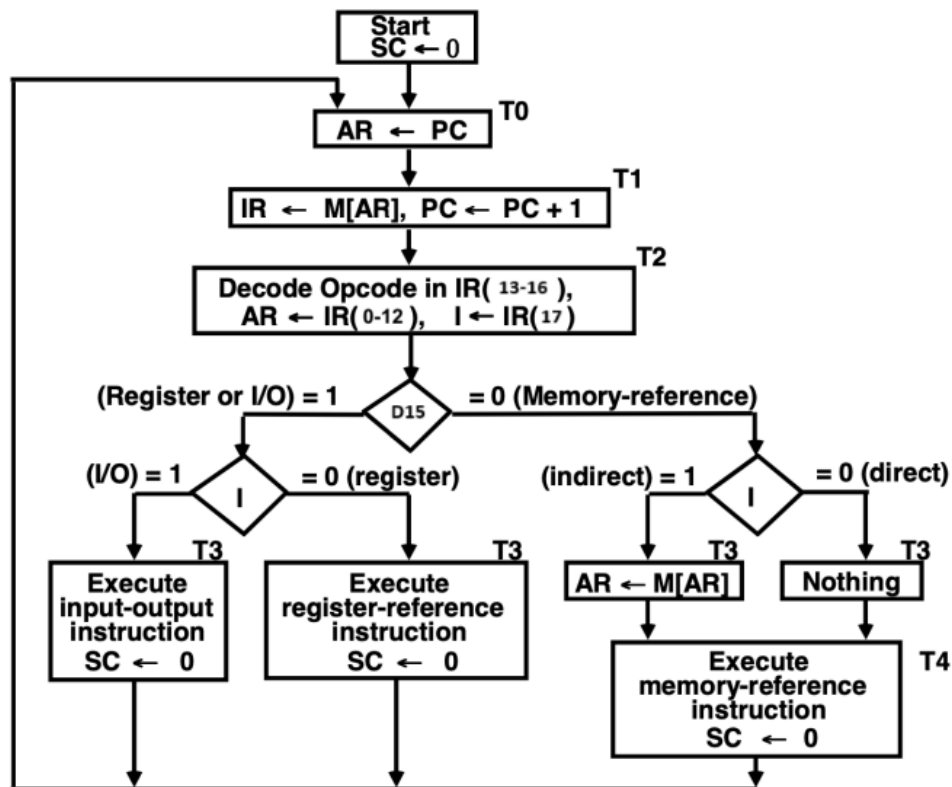 Start
SC ← 0
T0
AR ← PC
T1
IR ← M[AR], PC ← PC + 1
T2
Decode Opcode in IR( 13-16 ),
AR ← IR( 0-12 ), I ← IR( 17 )
(Register or I/O) = 1
D15
= 0 (Memory-reference)
(I/O) = 1
I
= 0 (register)
(indirect) = 1
I
= 0 (direct)
T3
Execute
input-output
instruction
SC ← 0
T3
Execute
register-reference
instruction
SC ← 0
T3
AR ← M[AR]
T3
Nothing
T4
Execute
memory-reference
instruction
SC ← 0